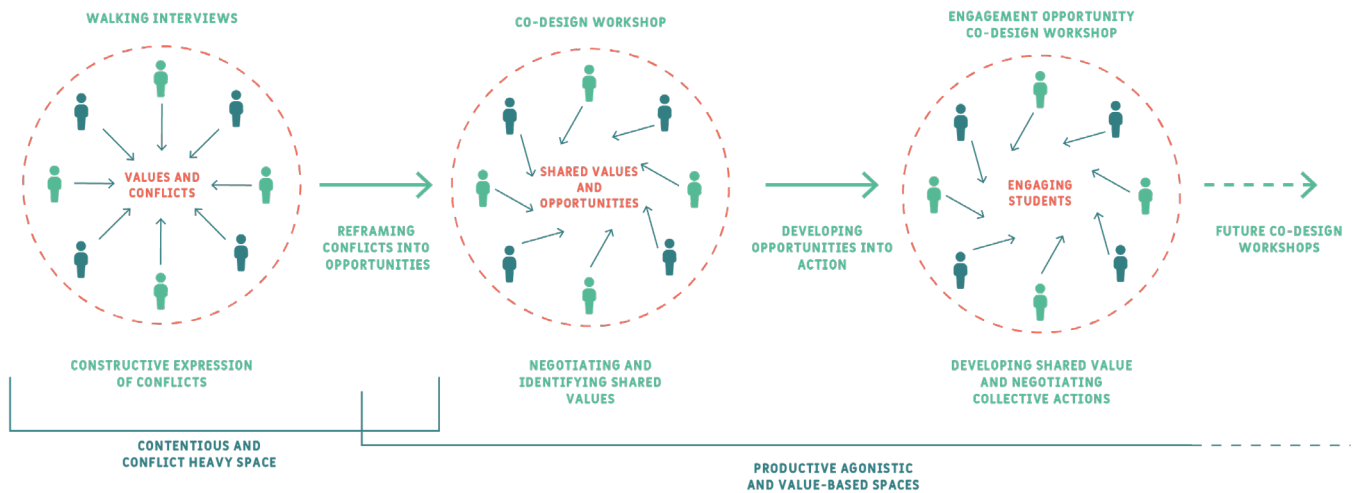 WALKING INTERVIEWS
VALUES AND
CONFLICTS
CONSTRUCTIVE EXPRESSION
OF CONFLICTS
REFRAMING
CONFLICTS INTO
OPPORTUNITIES
CO-DESIGN WORKSHOP
SHARED VALUES
AND
OPPORTUNITIES
NEGOTIATING AND
IDENTIFYING SHARED
VALUES
DEVELOPING
OPPORTUNITIES INTO
ACTION
ENGAGEMENT OPPORTUNITY
CO-DESIGN WORKSHOP
ENGAGING
STUDENTS
DEVELOPING SHARED VALUE
AND NEGOTIATING
COLLECTIVE ACTIONS
FUTURE CO-DESIGN
WORKSHOPS
CONTENTIOUS AND
CONFLICT HEAVY SPACE
PRODUCTIVE AGONISTIC
AND VALUE-BASED SPACES